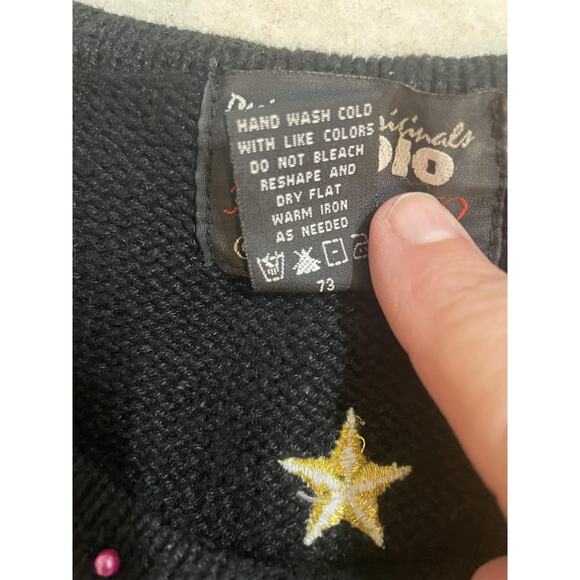 HAND WASH COLD
WITH LIKE COLORS
DO NOT BLEACH
RESHAPE AND
DRY FLAT
WARM IRON
AS NEEDED
73